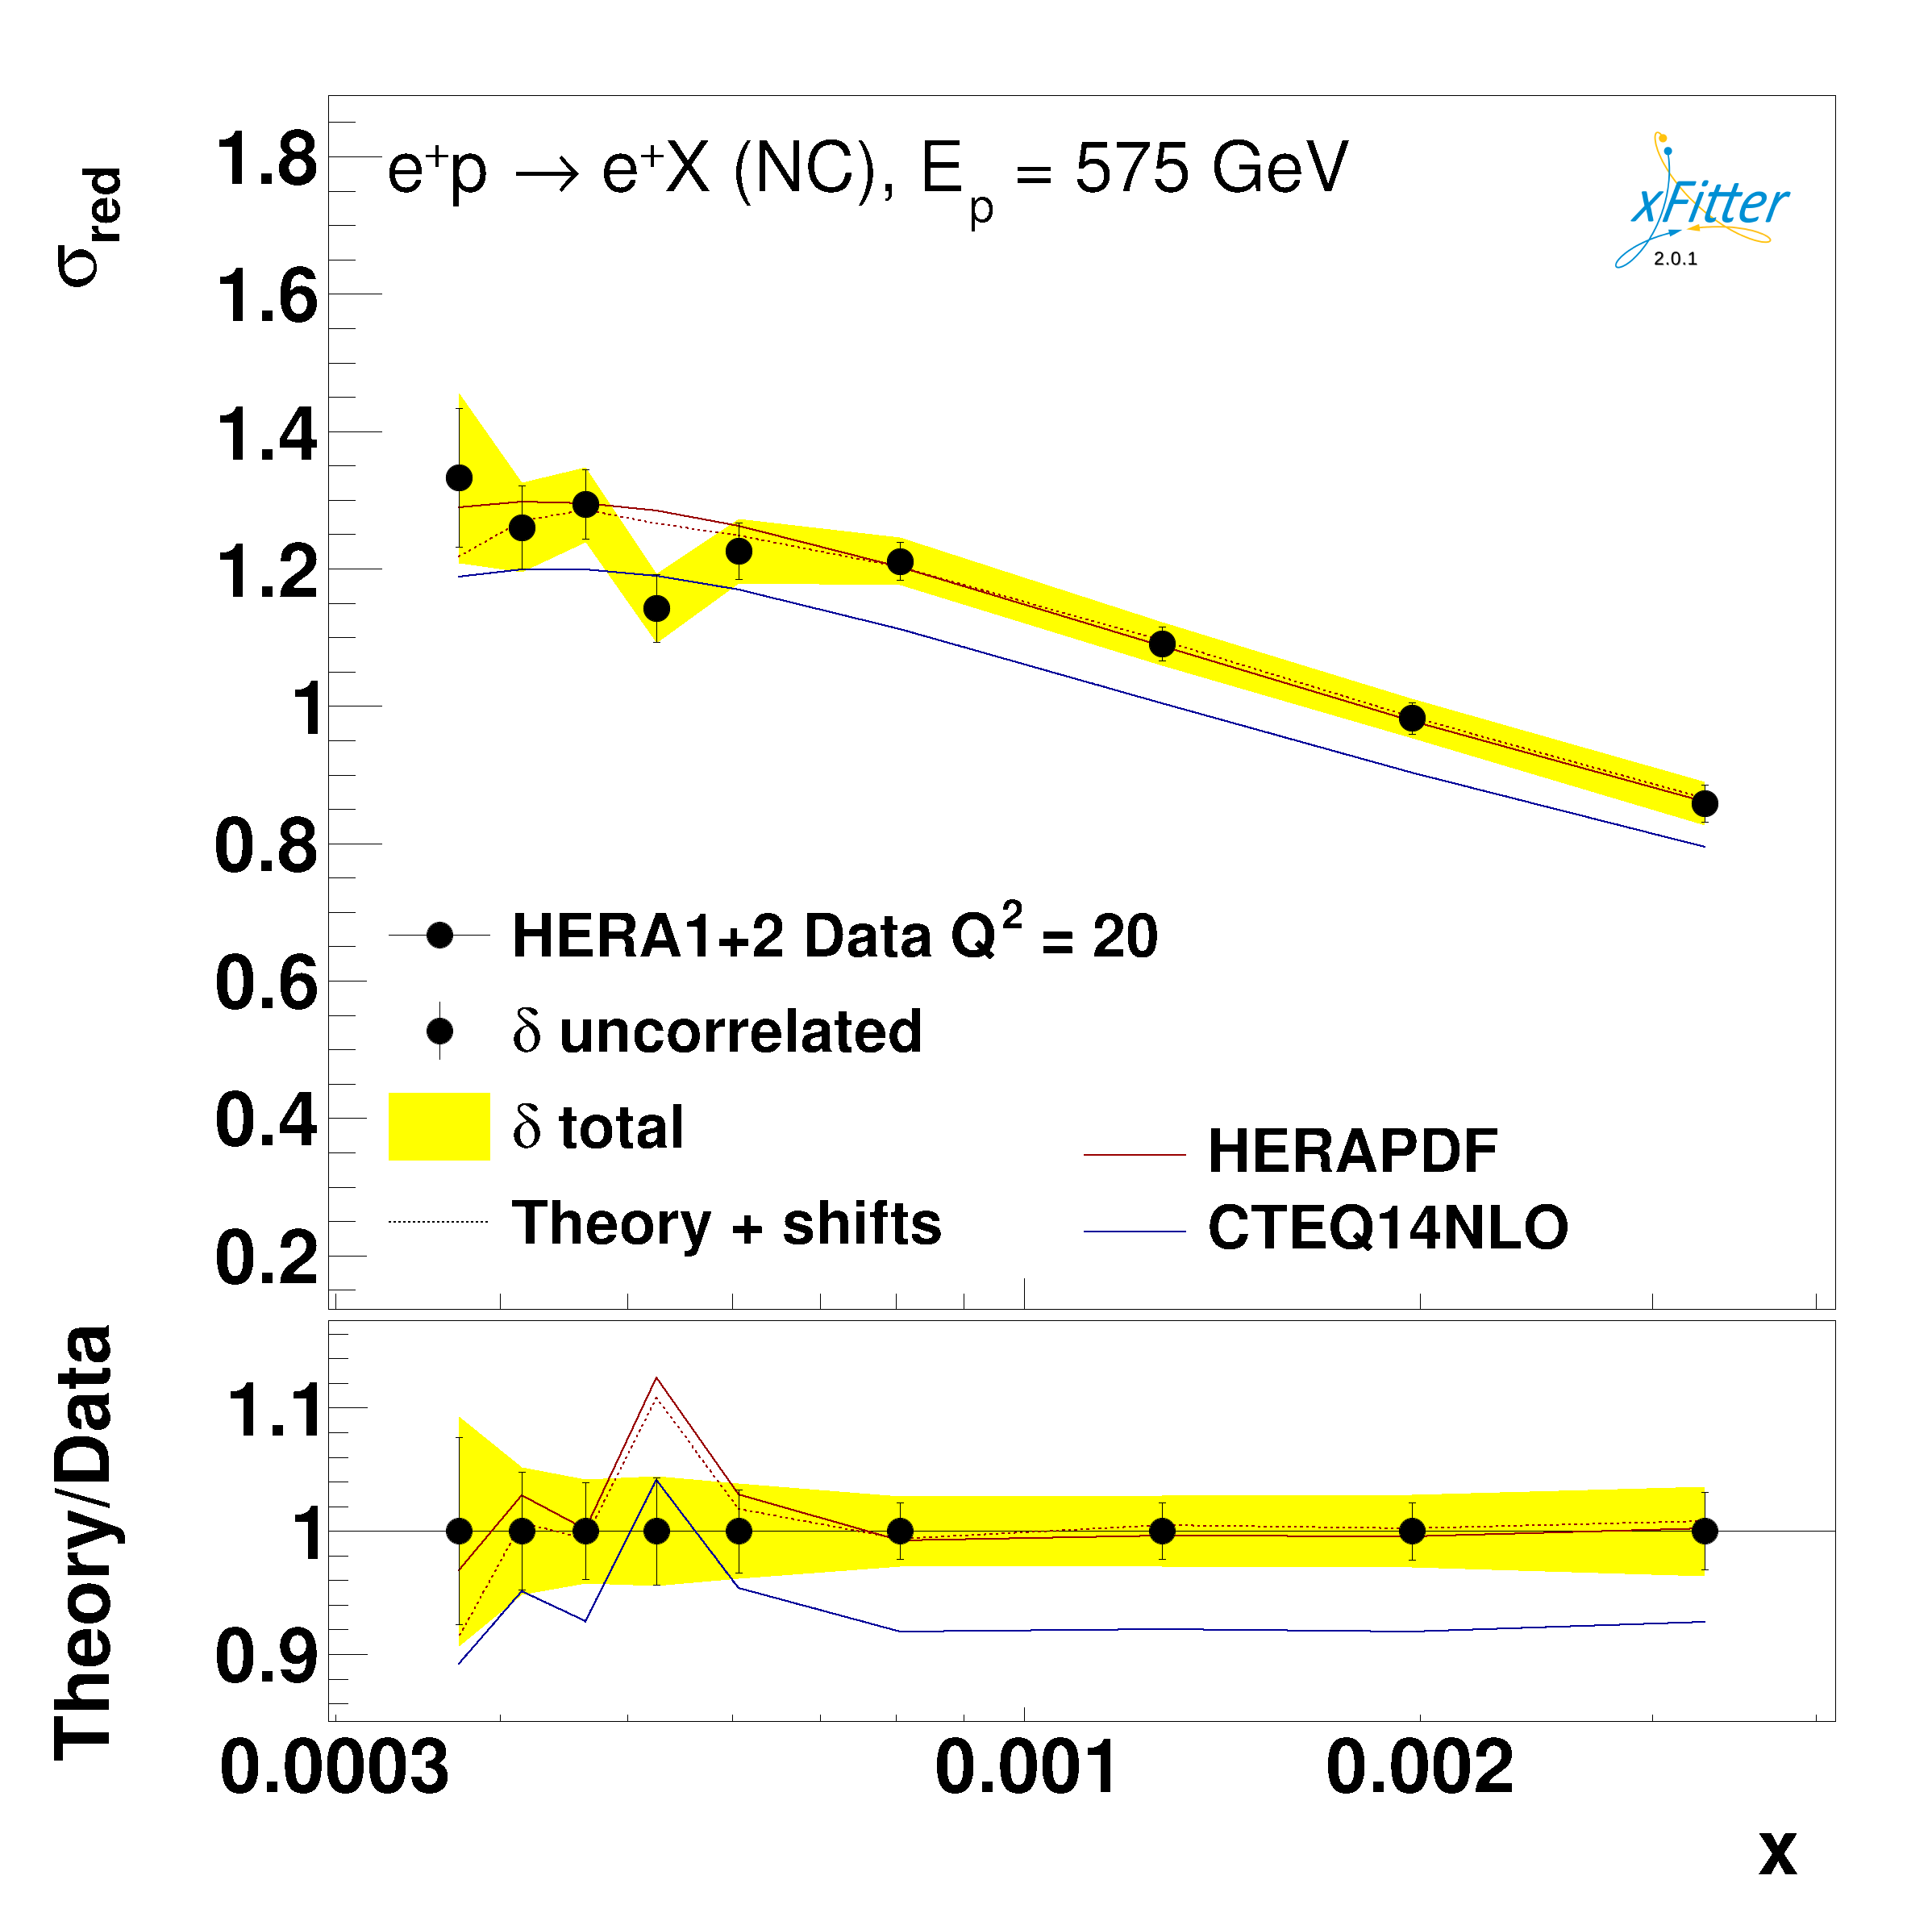 σred
1.8
1.6
1.4
1.2
1
0.8
0.6
0.4
0.2
e+p → e+X (NC), Ep = 575 GeV
xFitter
2.0.1
HERA1+2 Data Q2 = 20
δ uncorrelated
δ total
Theory + shifts
HERAPDF
CTEQ14NLO
Theory/Data
1.1
1
0.9
0.0003 0.001 0.002
x